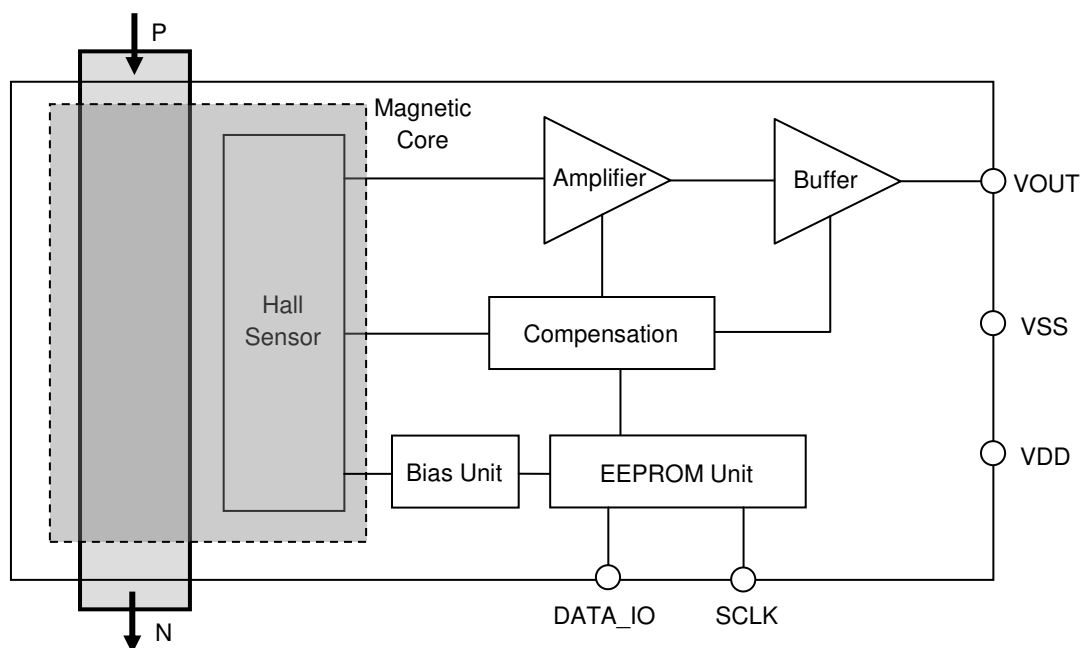 P
Magnetic
Core
Amplifier
Buffer
VOUT
Hall
Sensor
Compensation
VSS
Bias Unit
EEPROM Unit
VDD
DATA_IO
SCLK
N